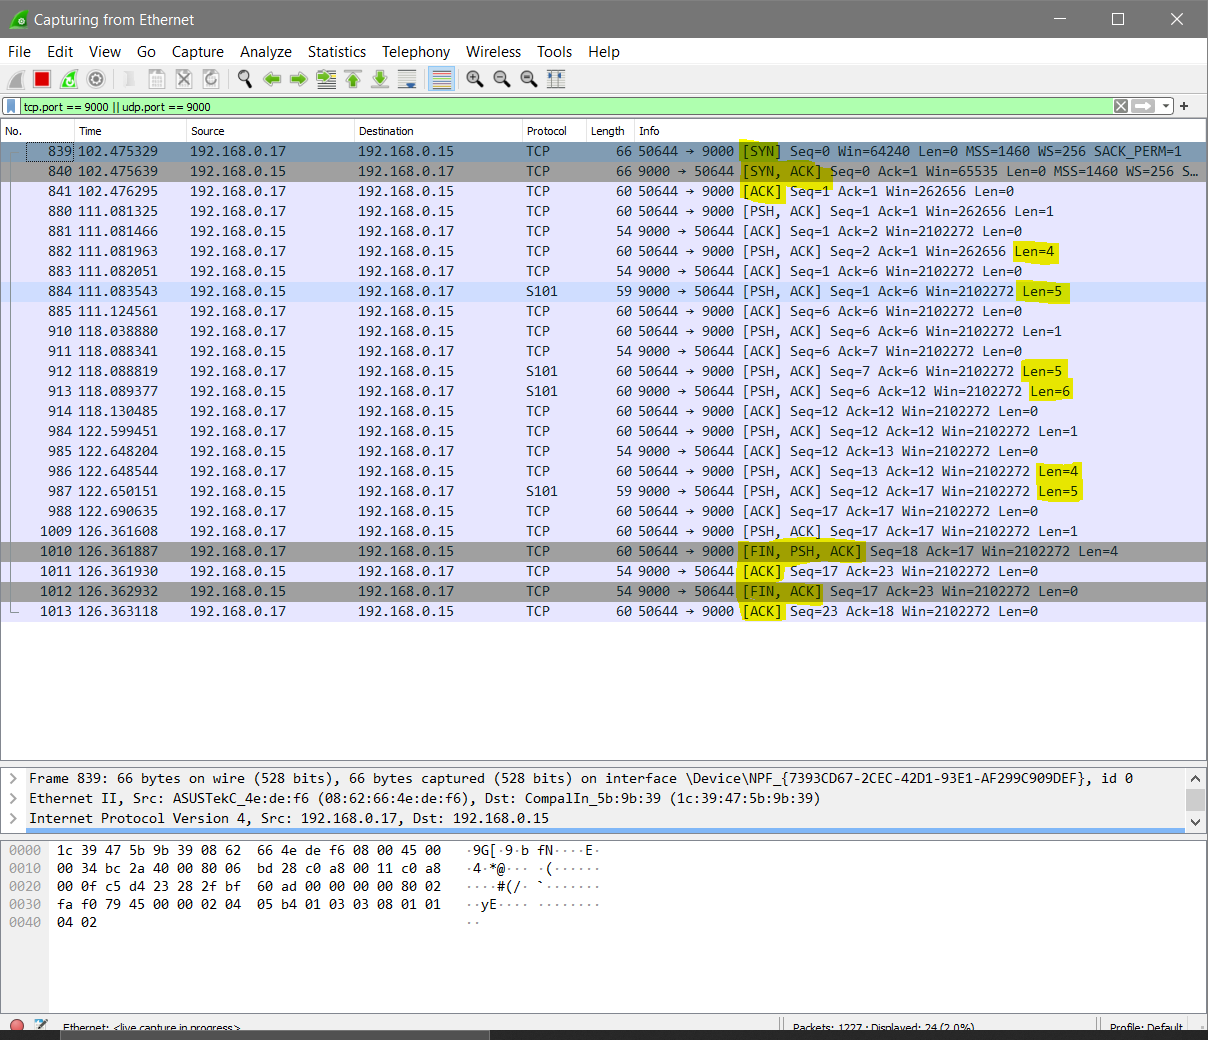 Capturing from Ethernet
File Edit View Go Capture Analyze Statistics Telephony Wireless Tools Help
tcp.port == 9000 || udp.port == 9000
No. Time Source Destination Protocol Length Info
839 102.475329 192.168.0.17 192.168.0.15 TCP 66 50644 → 9000 [SYN] Seq=0 Win=64240 Len=0 MSS=1460 WS=256 SACK_PERM=1
840 102.475639 192.168.0.15 192.168.0.17 TCP 66 9000 → 50644 [SYN, ACK] Seq=0 Ack=1 Win=65535 Len=0 MSS=1460 WS=256 S…
841 102.476295 192.168.0.17 192.168.0.15 TCP 60 50644 → 9000 [ACK] Seq=1 Ack=1 Win=262656 Len=0
880 111.081325 192.168.0.17 192.168.0.15 TCP 60 50644 → 9000 [PSH, ACK] Seq=1 Ack=1 Win=262656 Len=1
881 111.081466 192.168.0.15 192.168.0.17 TCP 54 9000 → 50644 [ACK] Seq=1 Ack=2 Win=2102272 Len=0
882 111.081963 192.168.0.17 192.168.0.15 TCP 60 50644 → 9000 [PSH, ACK] Seq=2 Ack=1 Win=262656 Len=4
883 111.082051 192.168.0.15 192.168.0.17 TCP 54 9000 → 50644 [ACK] Seq=1 Ack=6 Win=2102272 Len=0
884 111.083543 192.168.0.15 192.168.0.17 S101 59 9000 → 50644 [PSH, ACK] Seq=1 Ack=6 Win=2102272 Len=5
885 111.124561 192.168.0.17 192.168.0.15 TCP 60 50644 → 9000 [ACK] Seq=6 Ack=6 Win=2102272 Len=0
910 118.038880 192.168.0.17 192.168.0.15 TCP 60 50644 → 9000 [PSH, ACK] Seq=6 Ack=6 Win=2102272 Len=1
911 118.088341 192.168.0.15 192.168.0.17 TCP 54 9000 → 50644 [ACK] Seq=6 Ack=7 Win=2102272 Len=0
912 118.088819 192.168.0.17 192.168.0.15 S101 60 50644 → 9000 [PSH, ACK] Seq=7 Ack=6 Win=2102272 Len=5
913 118.089377 192.168.0.15 192.168.0.17 S101 60 9000 → 50644 [PSH, ACK] Seq=6 Ack=12 Win=2102272 Len=6
914 118.130485 192.168.0.17 192.168.0.15 TCP 60 50644 → 9000 [ACK] Seq=12 Ack=12 Win=2102272 Len=0
984 122.599451 192.168.0.17 192.168.0.15 TCP 60 50644 → 9000 [PSH, ACK] Seq=12 Ack=12 Win=2102272 Len=1
985 122.648204 192.168.0.15 192.168.0.17 TCP 54 9000 → 50644 [ACK] Seq=12 Ack=13 Win=2102272 Len=0
986 122.648544 192.168.0.17 192.168.0.15 TCP 60 50644 → 9000 [PSH, ACK] Seq=13 Ack=12 Win=2102272 Len=4
987 122.650151 192.168.0.15 192.168.0.17 S101 59 9000 → 50644 [PSH, ACK] Seq=12 Ack=17 Win=2102272 Len=5
988 122.690635 192.168.0.17 192.168.0.15 TCP 60 50644 → 9000 [ACK] Seq=17 Ack=17 Win=2102272 Len=0
1009 126.361608 192.168.0.17 192.168.0.15 TCP 60 50644 → 9000 [PSH, ACK] Seq=17 Ack=17 Win=2102272 Len=1
1010 126.361887 192.168.0.17 192.168.0.15 TCP 60 50644 → 9000 [FIN, PSH, ACK] Seq=18 Ack=17 Win=2102272 Len=4
1011 126.361930 192.168.0.15 192.168.0.17 TCP 54 9000 → 50644 [ACK] Seq=17 Ack=23 Win=2102272 Len=0
1012 126.362932 192.168.0.15 192.168.0.17 TCP 54 9000 → 50644 [FIN, ACK] Seq=17 Ack=23 Win=2102272 Len=0
1013 126.363118 192.168.0.17 192.168.0.15 TCP 60 50644 → 9000 [ACK] Seq=23 Ack=18 Win=2102272 Len=0
Frame 839: 66 bytes on wire (528 bits), 66 bytes captured (528 bits) on interface \Device\NPF_{7393CD67-2CEC-42D1-93E1-AF299C909DEF}, id 0
Ethernet II, Src: ASUSTekC_4e:de:f6 (08:62:66:4e:de:f6), Dst: CompalIn_5b:9b:39 (1c:39:47:5b:9b:39)
Internet Protocol Version 4, Src: 192.168.0.17, Dst: 192.168.0.15
0000 1c 39 47 5b 9b 39 08 62 66 4e de f6 08 00 45 00 ·9G[·9·b fN····E·
0010 00 34 bc 2a 40 00 80 06 bd 28 c0 a8 00 11 c0 a8 ·4·*@··· ·(······
0020 00 0f c5 d4 23 28 2f bf 60 ad 00 00 00 00 80 02 ····#(/· `·······
0030 fa f0 79 45 00 00 02 04 05 b4 01 03 03 08 01 01 ··yE···· ········
0040 04 02 ··
Ethernet: <live capture in progress> Packets: 1227 · Displayed: 24 (2.0%) Profile: Default